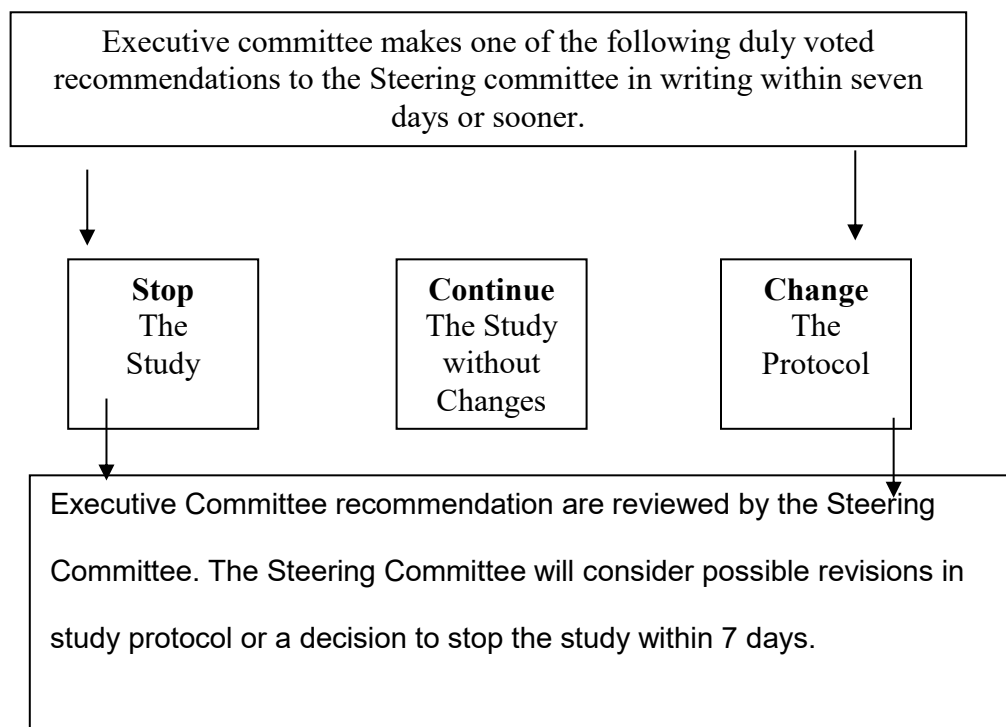 Executive committee makes one of the following duly voted
recommendations to the Steering committee in writing within seven
days or sooner.
Stop
The
Study
Continue
The Study
without
Changes
Change
The
Protocol
Executive Committee recommendation are reviewed by the Steering
Committee. The Steering Committee will consider possible revisions in
study protocol or a decision to stop the study within 7 days.